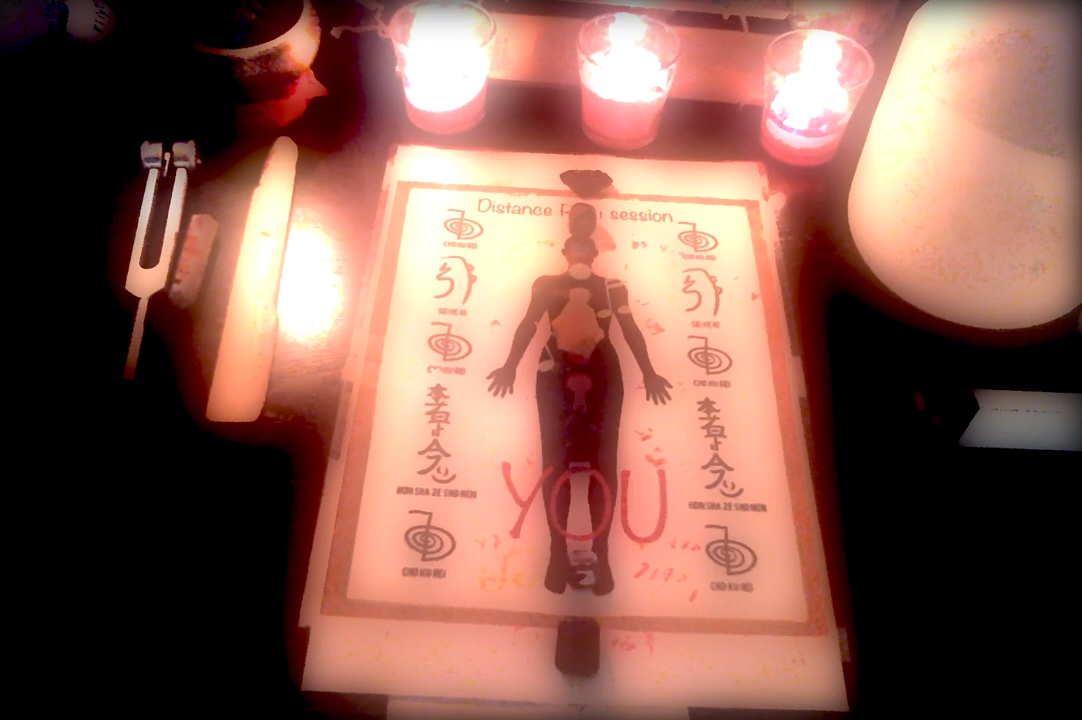 Distance session
CHO KU REI
SEI HE KI
CHO KU REI
本者是今念
HON SHA ZE SHO NEN
CHO KU REI
CHO KU REI
SEI HE KI
CHO KU REI
本者是今念
HON SHA ZE SHO NEN
CHO KU REI
YOU